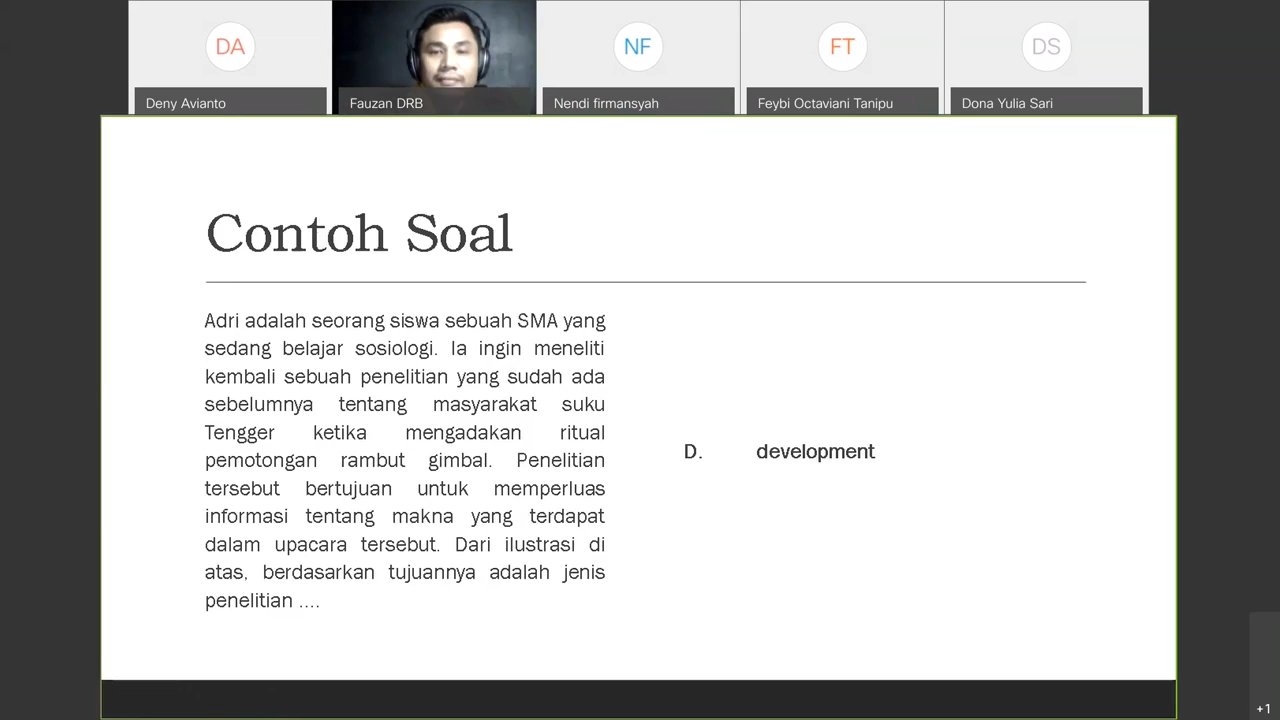 DA
NF
FT
DS
Deny Avianto
Fauzan DRB
Nendi firmansyah
Feybi Octaviani Tanipu
Dona Yulia Sari
Contoh Soal
Adri adalah seorang siswa sebuah SMA yang
sedang belajar sosiologi. Ia ingin meneliti
kembali sebuah penelitian yang sudah ada
sebelumnya tentang masyarakat suku
Tengger ketika mengadakan ritual
pemotongan rambut gimbal. Penelitian
tersebut bertujuan untuk memperluas
informasi tentang makna yang terdapat
dalam upacara tersebut. Dari ilustrasi di
atas, berdasarkan tujuannya adalah jenis
penelitian ....
D. development
+1